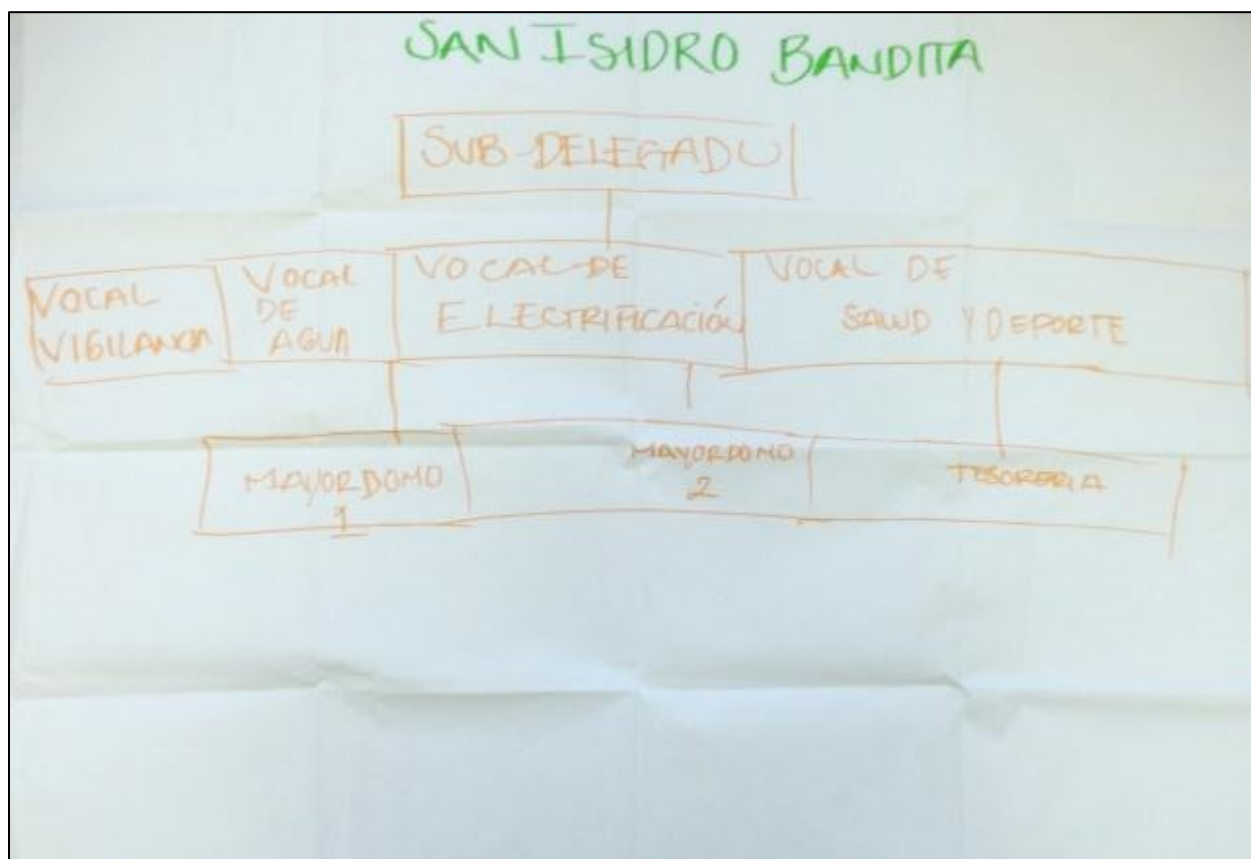 SAN ISIDRO BANDITA
SUB-DELEGADO
VOCAL
VIGILANCIA
VOCAL
DE
AGUA
VOCAL DE
ELECTRIFICACIÓN
VOCAL DE
SALUD Y DEPORTE
MAYORDOMO
1
MAYORDOMO
2
TESORERIA